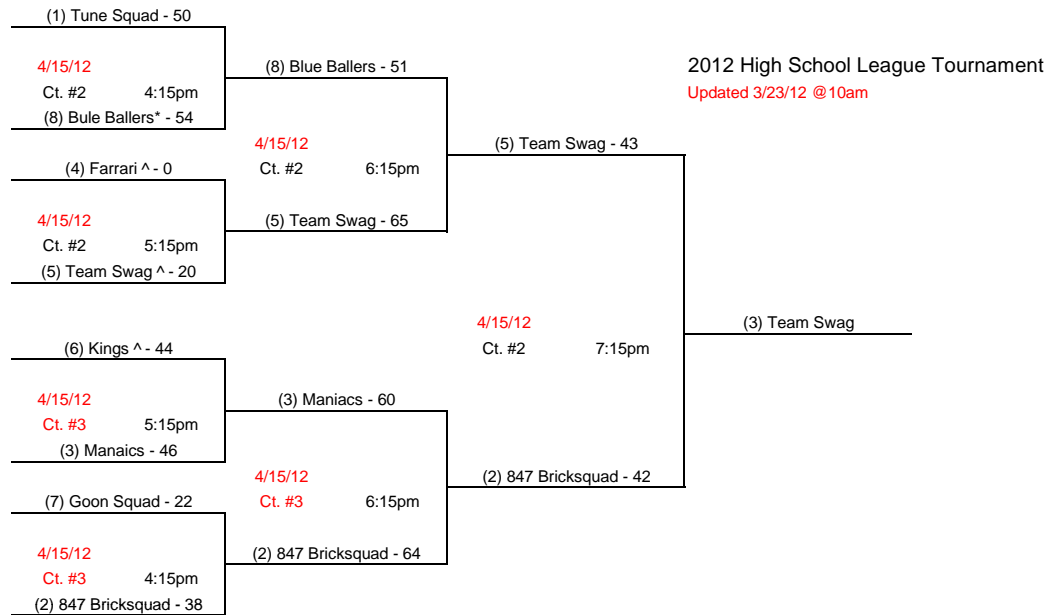 (1) Tune Squad - 50
4/15/12
(8) Blue Ballers - 51
2012 High School League Tournament
Ct. #2 4:15pm
Updated 3/23/12 @10am
(8) Bule Ballers* - 54
4/15/12
(5) Team Swag - 43
(4) Farrari ^ - 0
Ct. #2 6:15pm
4/15/12
(5) Team Swag - 65
Ct. #2 5:15pm
(5) Team Swag ^ - 20
4/15/12
(3) Team Swag
(6) Kings ^ - 44
Ct. #2 7:15pm
4/15/12
(3) Maniacs - 60
Ct. #3 5:15pm
(3) Manaics - 46
4/15/12
(2) 847 Bricksquad - 42
(7) Goon Squad - 22
Ct. #3 6:15pm
4/15/12
(2) 847 Bricksquad - 64
Ct. #3 4:15pm
(2) 847 Bricksquad - 38